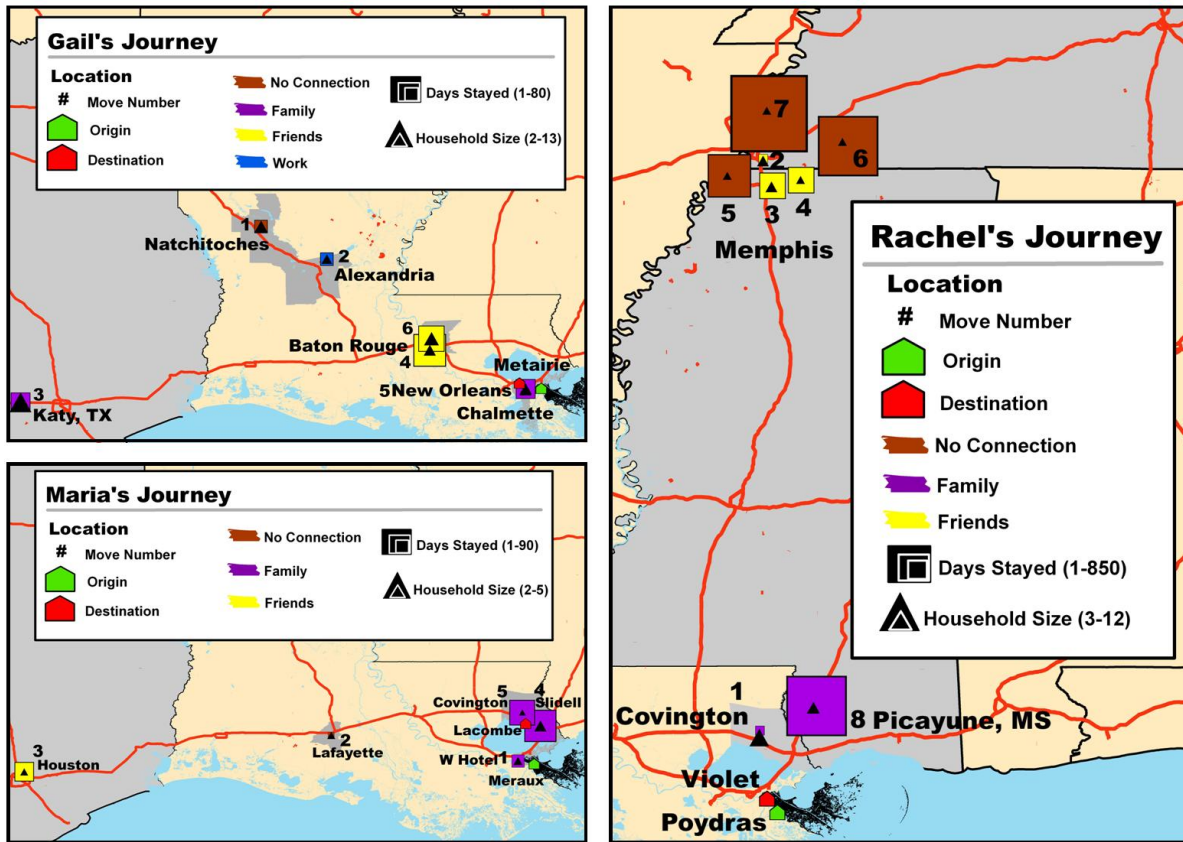 Gail's Journey
Location
# Move Number
Origin
Destination
No Connection
Family
Friends
Work
Days Stayed (1-80)
Household Size (2-13)
1
Natchitoches
2
Alexandria
6
Baton Rouge
4
Metairie
5 New Orleans
Chalmette
3
Katy, TX
Maria's Journey
Location
# Move Number
Origin
Destination
No Connection
Family
Friends
Days Stayed (1-90)
Household Size (2-5)
5 4
Covington Slidell
Lacombe
2
Lafayette
W Hotel 1
Meraux
3
Houston
7
2
6
5 3 4
Memphis
Rachel's Journey
Location
# Move Number
Origin
Destination
No Connection
Family
Friends
Days Stayed (1-850)
Household Size (3-12)
1
Covington
8 Picayune, MS
Violet
Poydras